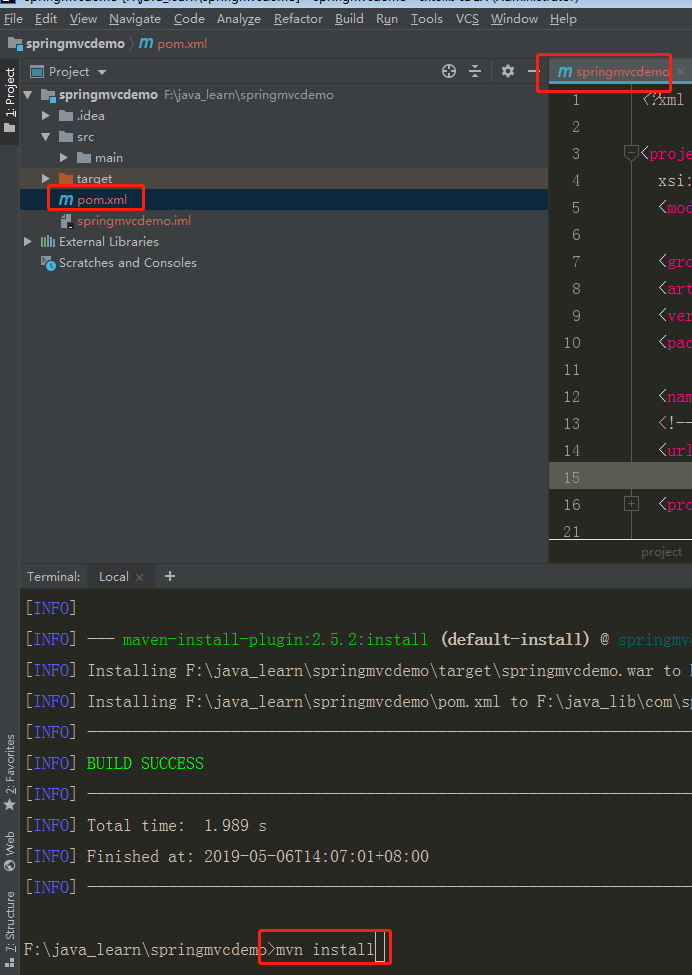 File Edit View Navigate Code Analyze Refactor Build Run Tools VCS Window Help
springmvcdemo pom.xml
Project
springmvcdemo
1: Project
springmvcdemo F:\java_learn\springmvcdemo
.idea
src
main
target
pom.xml
springmvcdemo.iml
External Libraries
Scratches and Consoles
1 <?xml
2
3 <proje
4 xsi:
5 <mod
6
7 <gro
8 <art
9 <ver
10 <pac
11
12 <nam
13 <!--
14 <url
15
16 <pro
21
project
Terminal: Local +
[INFO]
[INFO] --- maven-install-plugin:2.5.2:install (default-install) @ springmv
[INFO] Installing F:\java_learn\springmvcdemo\target\springmvcdemo.war to
[INFO] Installing F:\java_learn\springmvcdemo\pom.xml to F:\java_lib\com\sp
[INFO] ------------------------------------------------------------------------
[INFO] BUILD SUCCESS
[INFO] ------------------------------------------------------------------------
[INFO] Total time:  1.989 s
[INFO] Finished at: 2019-05-06T14:07:01+08:00
[INFO] ------------------------------------------------------------------------
F:\java_learn\springmvcdemo>mvn install
2: Favorites
Web
7: Structure